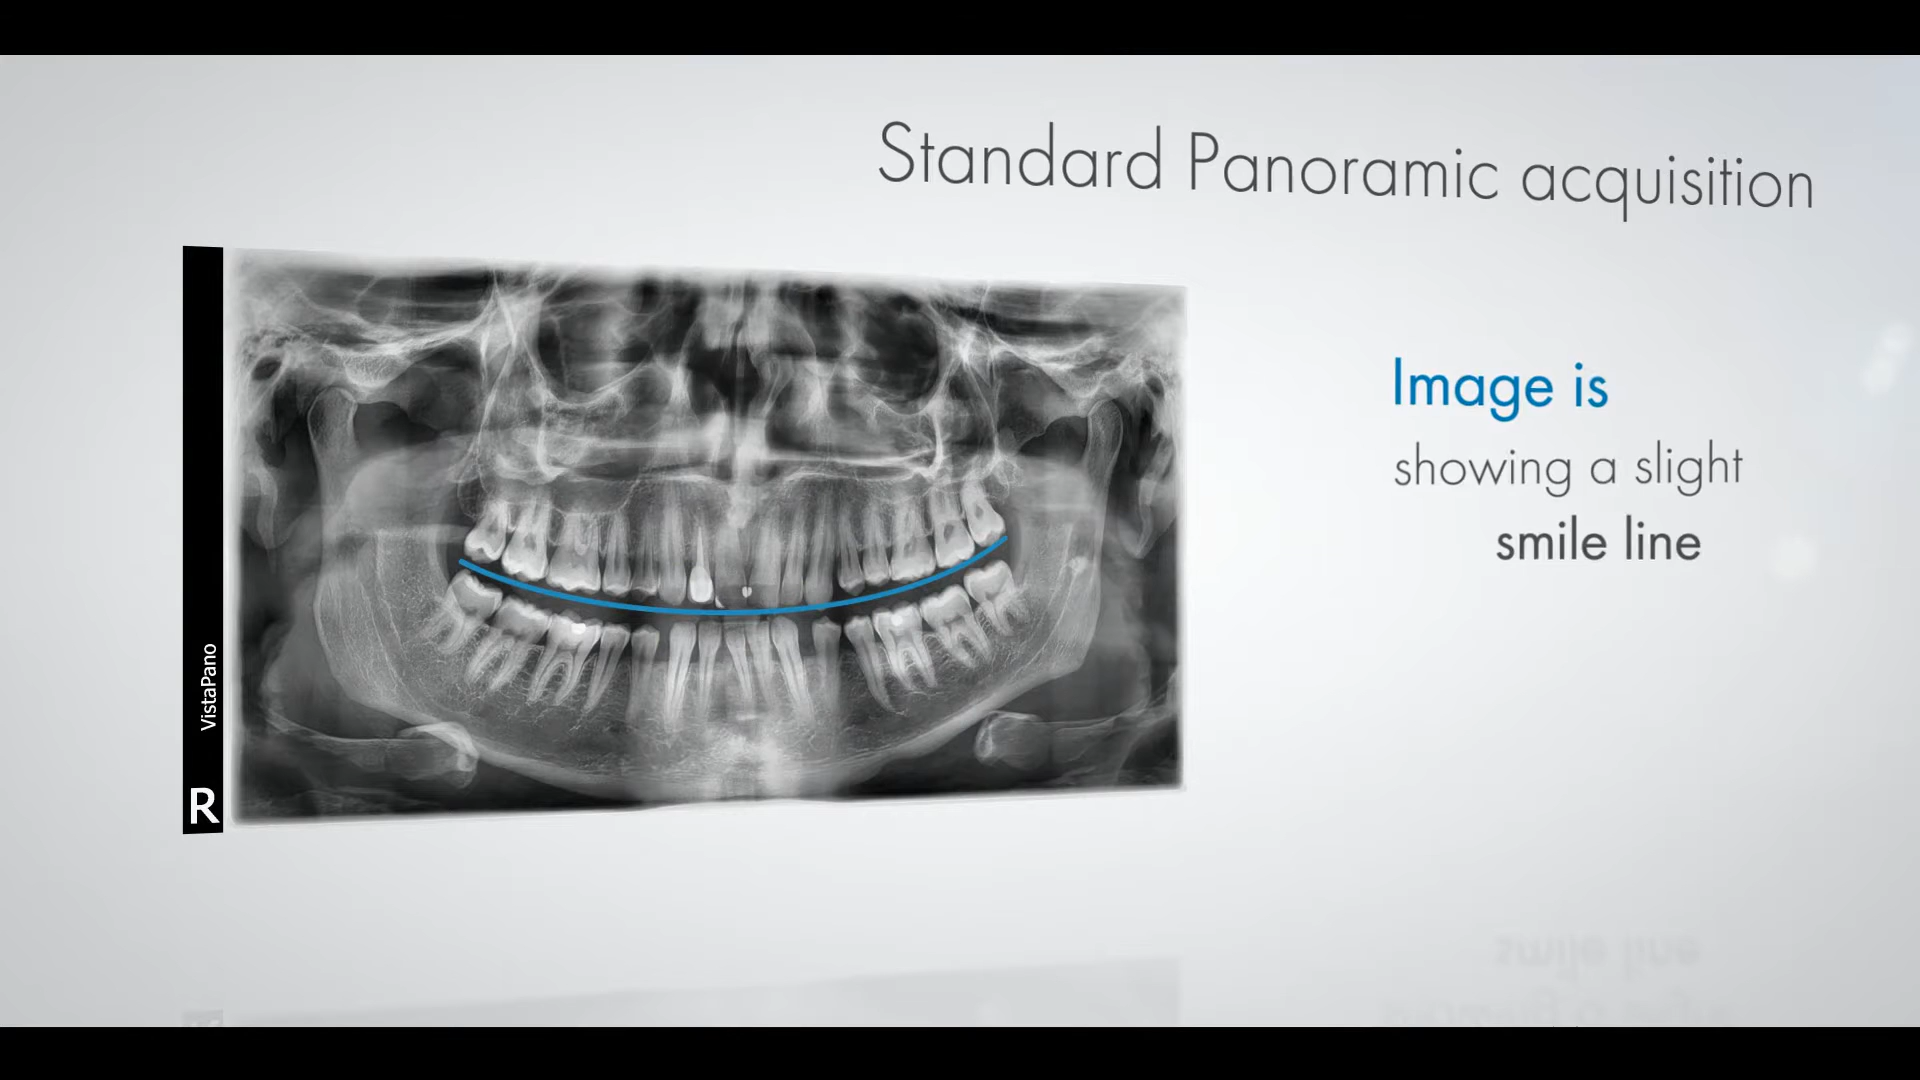 Standard Panoramic acquisition
Image is
showing a slight
smile line
VistaPano
R